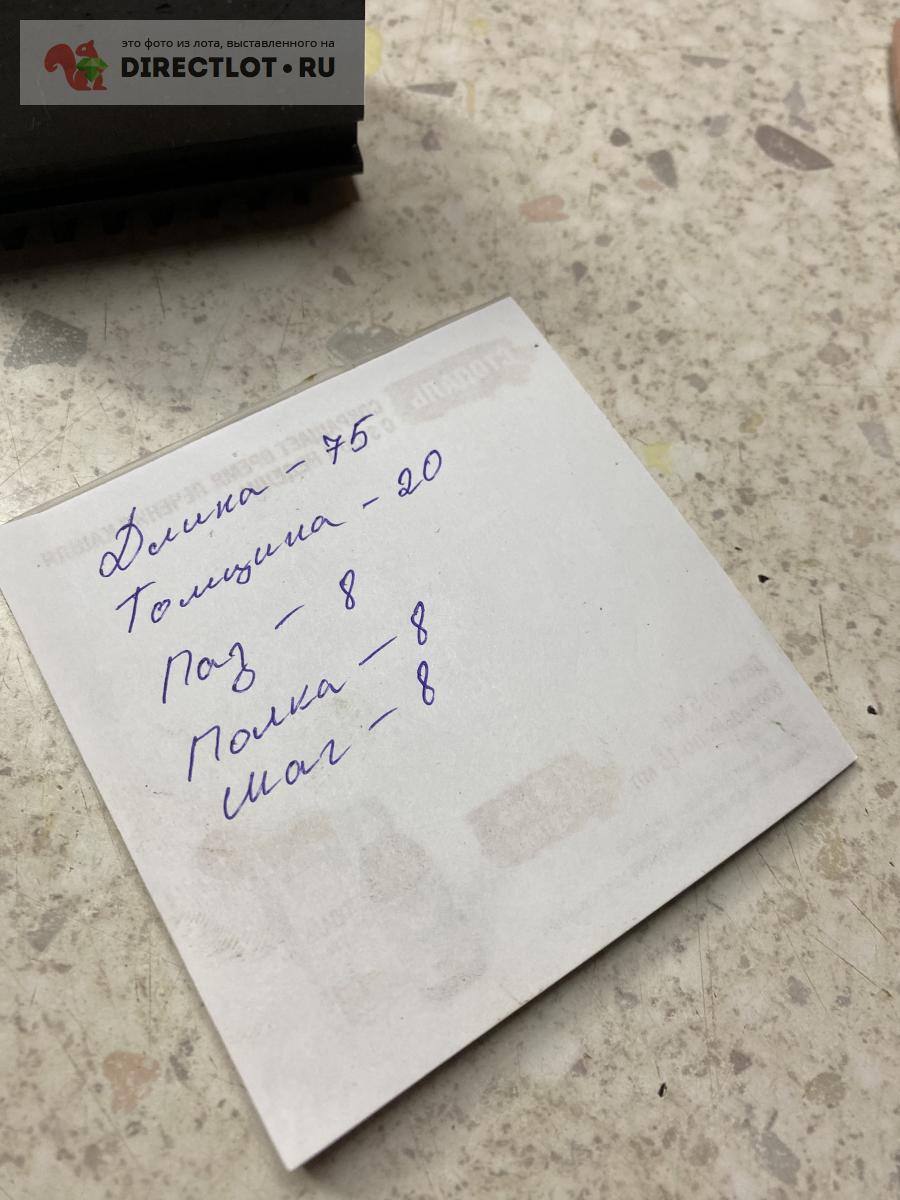 это фото из лота, выставленного на
DIRECTLOT•RU
Длина - 75
Толщина - 20
Паз - 8
Полка - 8
Шаг - 8